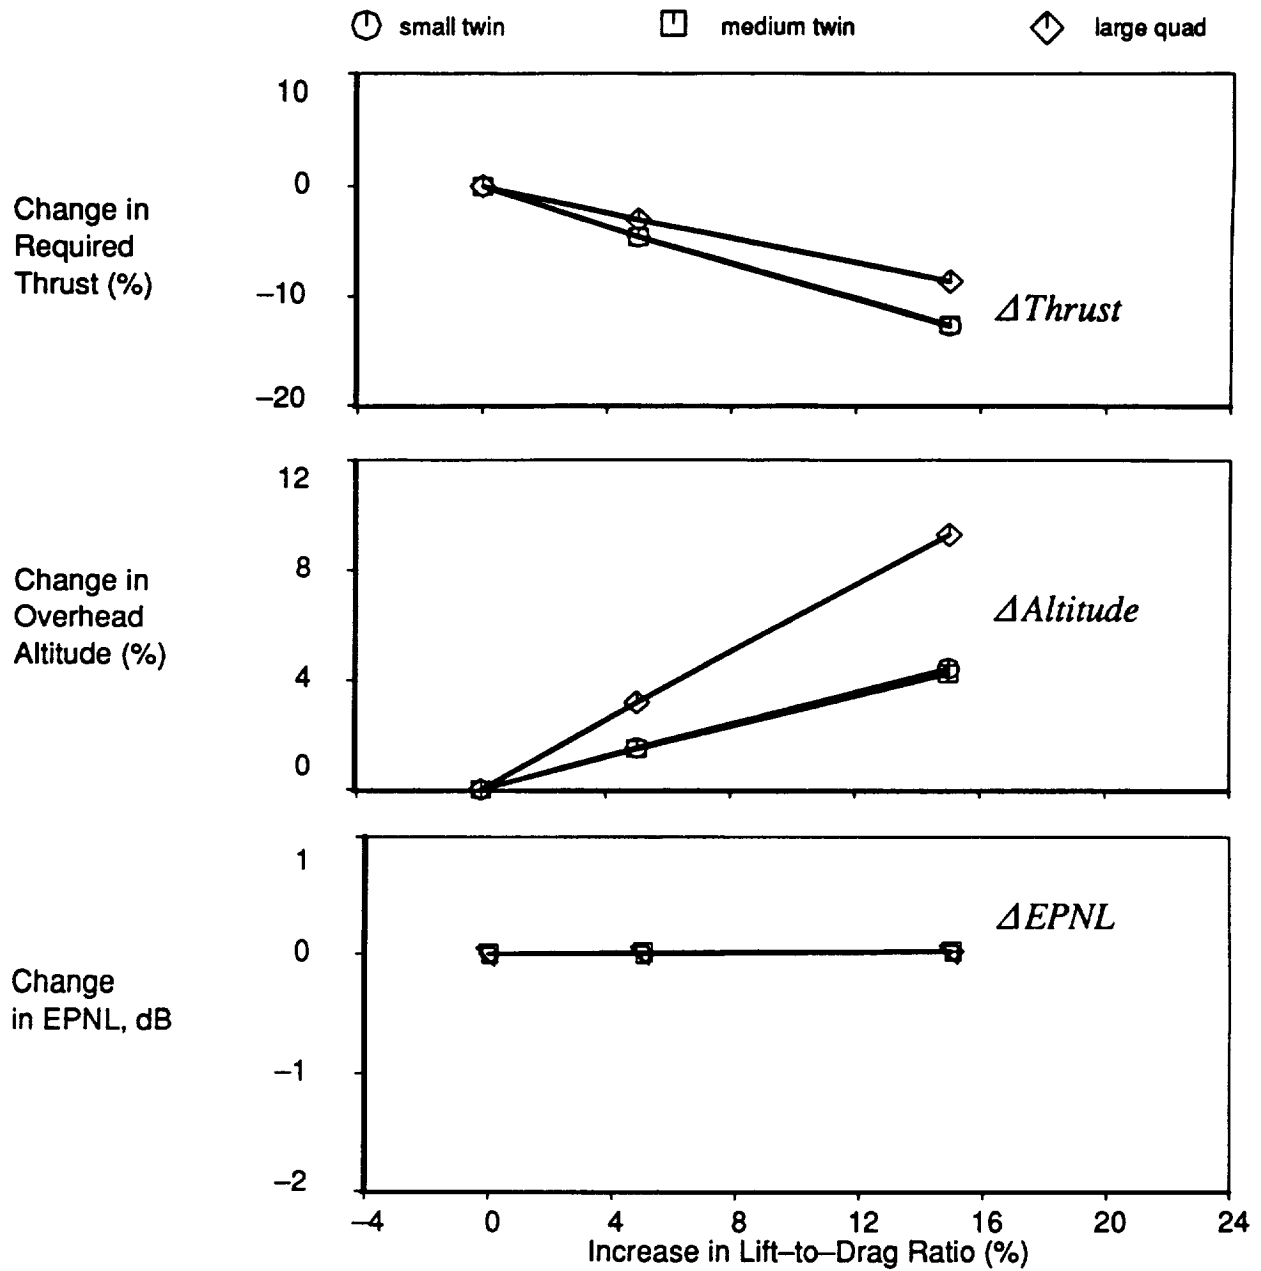 small twin medium twin large quad
10
0
−10
−20
Change in
Required
Thrust (%)
ΔThrust
12
8
4
0
Change in
Overhead
Altitude (%)
ΔAltitude
1
0
−1
−2
Change
in EPNL, dB
ΔEPNL
−4 0 4 8 12 16 20 24
Increase in Lift−to−Drag Ratio (%)